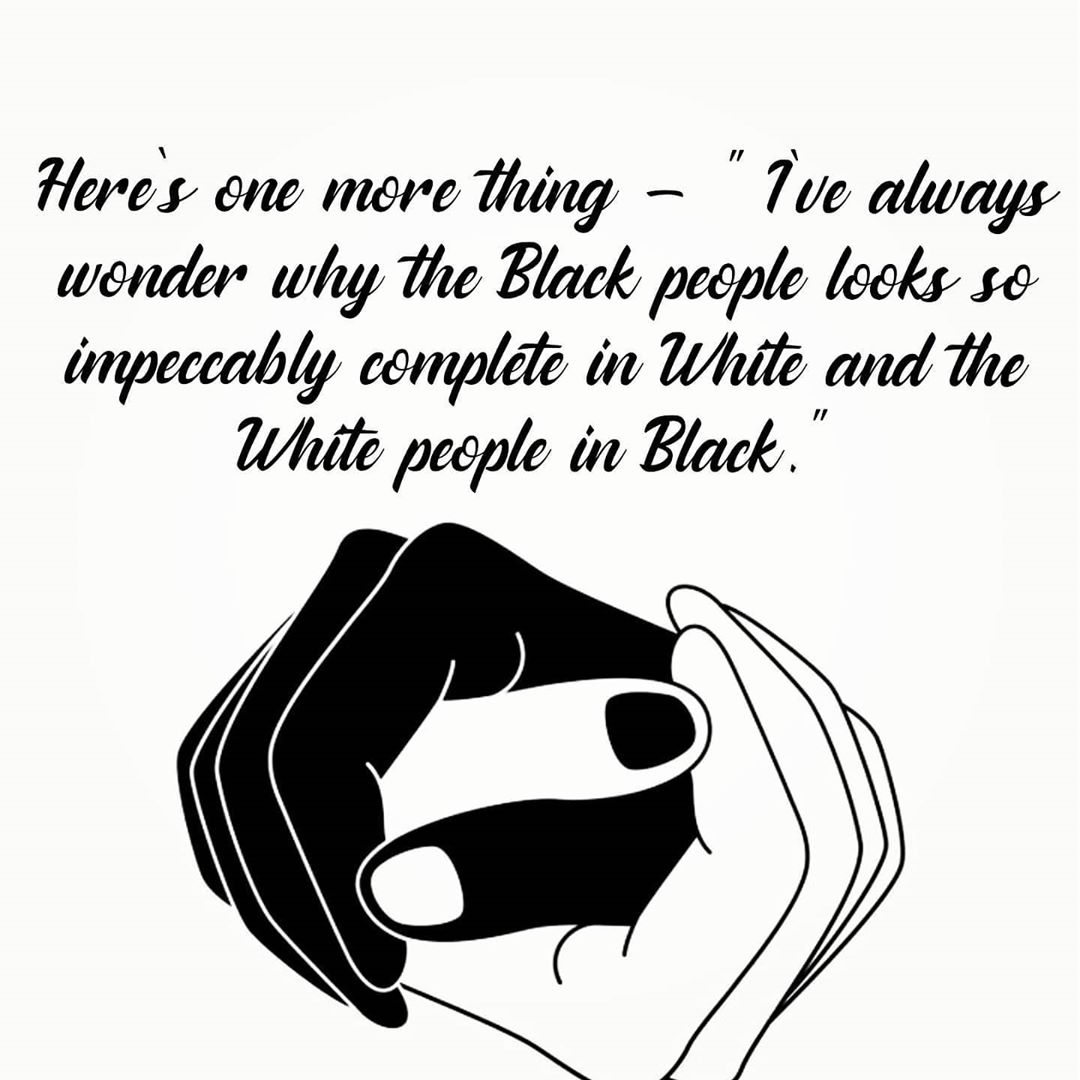 Here's one more thing – " I've always
wonder why the Black people looks so
impeccably complete in White and the
White people in Black."